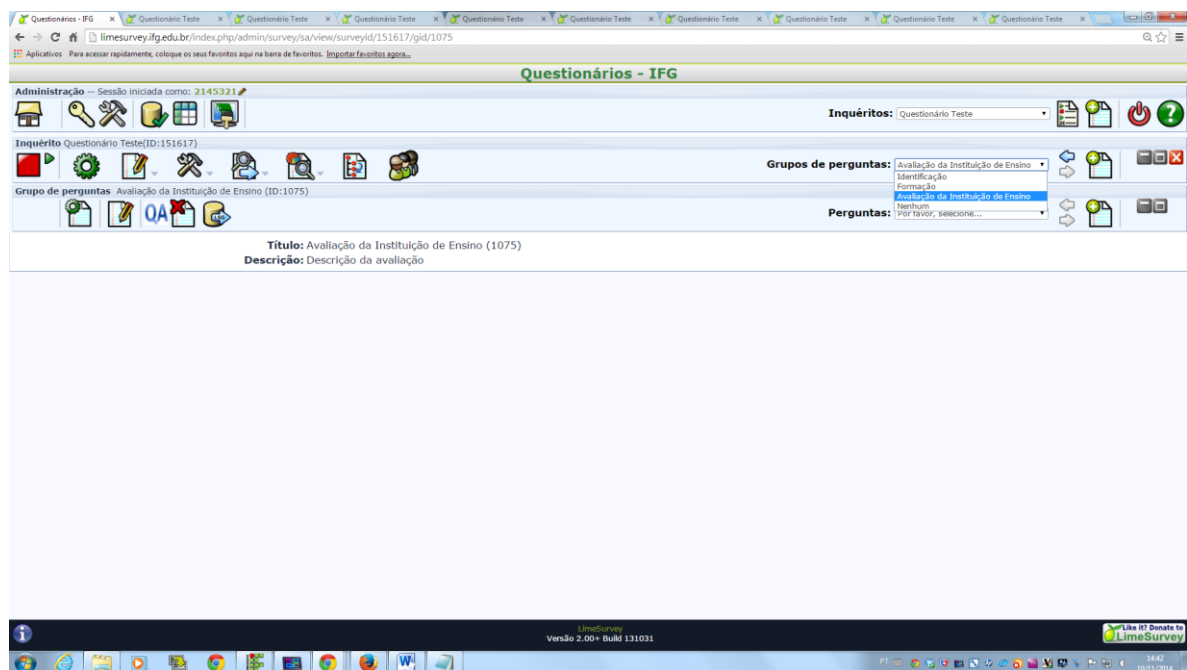 Questionários - IFG
Questionário Teste
Questionário Teste
Questionário Teste
Questionário Teste
Questionário Teste
Questionário Teste
Questionário Teste
Questionário Teste
Questionário Teste
limesurvey.ifg.edu.br/index.php/admin/survey/sa/view/surveyid/151617/gid/1075
Aplicativos Para acessar rapidamente, coloque os seus favoritos aqui na barra de favoritos. Importar favoritos agora...
Questionários - IFG
Administração -- Sessão iniciada como: 2145321
Inquéritos: Questionário Teste
Inquérito Questionário Teste(ID:151617)
Grupos de perguntas: Avaliação da Instituição de Ensino
Identificação
Formação
Avaliação da Instituição de Ensino
Nenhum
Grupo de perguntas Avaliação da Instituição de Ensino (ID:1075)
QA
Perguntas: Por favor, selecione...
Título: Avaliação da Instituição de Ensino (1075)
Descrição: Descrição da avaliação
LimeSurvey
Versão 2.00+ Build 131031
Like it? Donate to
LimeSurvey
PT
14:42
10/11/2014